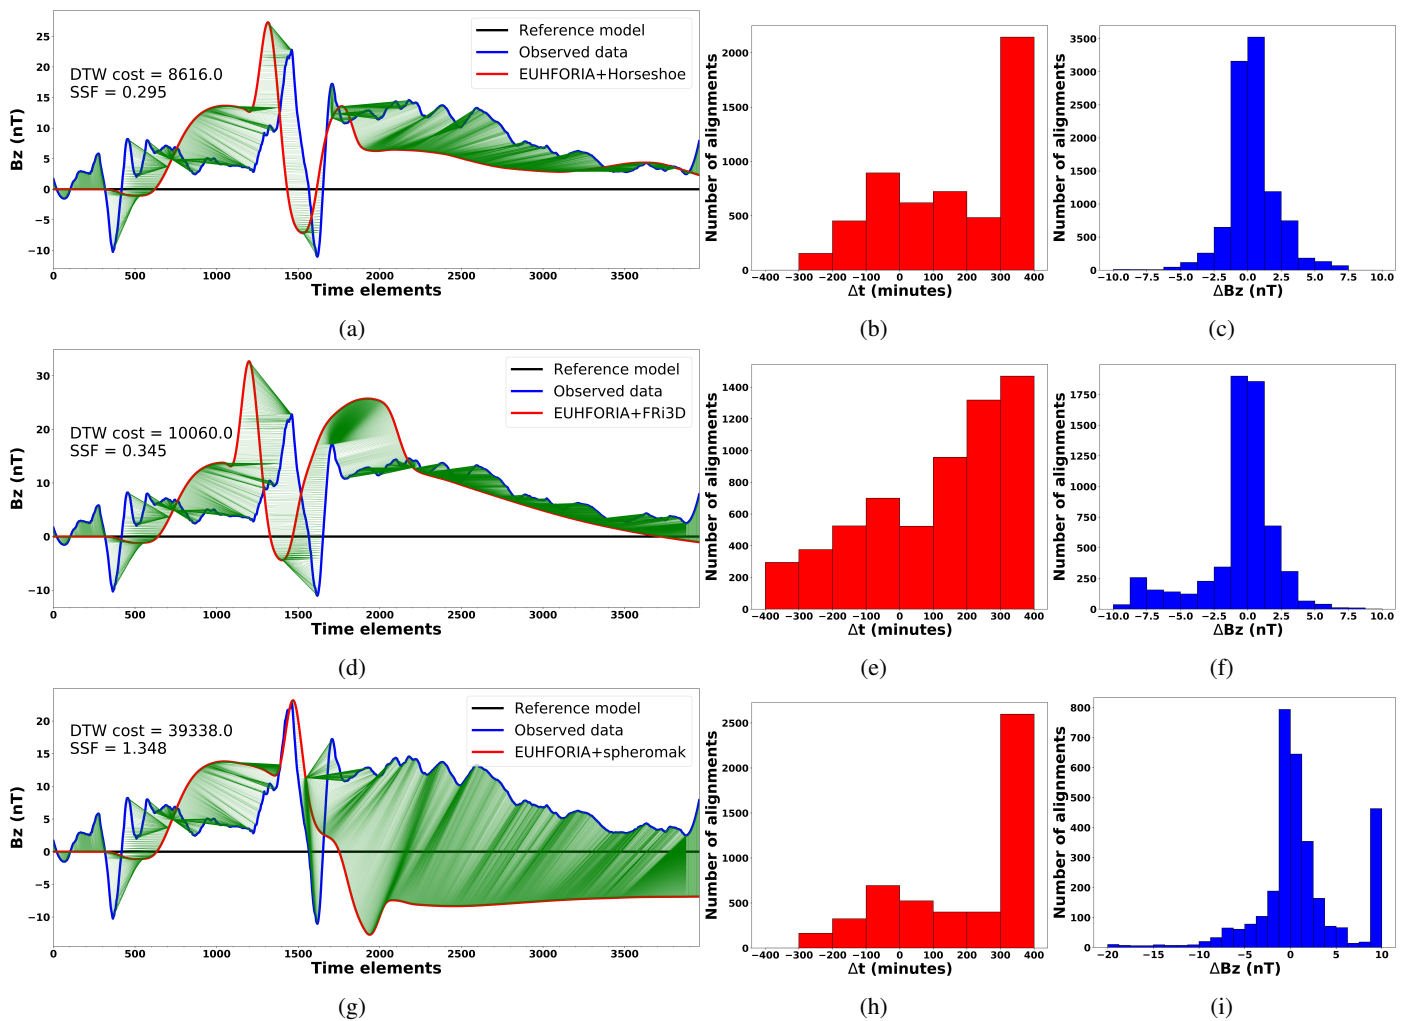 Reference model
Observed data
EUHFORIA+Horseshoe
DTW cost = 8616.0
SSF = 0.295
Bz (nT)
25
20
15
10
5
0
−5
−10
0 500 1000 1500 2000 2500 3000 3500
Time elements
(a)
Number of alignments
2000
1500
1000
500
0
−400 −300 −200 −100 0 100 200 300 400
Δt (minutes)
(b)
Number of alignments
3500
3000
2500
2000
1500
1000
500
0
−10.0 −7.5 −5.0 −2.5 0.0 2.5 5.0 7.5 10.0
ΔBz (nT)
(c)
Reference model
Observed data
EUHFORIA+FRi3D
DTW cost = 10060.0
SSF = 0.345
Bz (nT)
30
20
10
0
−10
0 500 1000 1500 2000 2500 3000 3500
Time elements
(d)
Number of alignments
1400
1200
1000
800
600
400
200
0
−400 −300 −200 −100 0 100 200 300 400
Δt (minutes)
(e)
Number of alignments
1750
1500
1250
1000
750
500
250
0
−10.0 −7.5 −5.0 −2.5 0.0 2.5 5.0 7.5 10.0
ΔBz (nT)
(f)
Reference model
Observed data
EUHFORIA+spheromak
DTW cost = 39338.0
SSF = 1.348
Bz (nT)
20
15
10
5
0
−5
−10
0 500 1000 1500 2000 2500 3000 3500
Time elements
(g)
Number of alignments
2500
2000
1500
1000
500
0
−400 −300 −200 −100 0 100 200 300 400
Δt (minutes)
(h)
Number of alignments
800
700
600
500
400
300
200
100
0
−20 −15 −10 −5 0 5 10
ΔBz (nT)
(i)